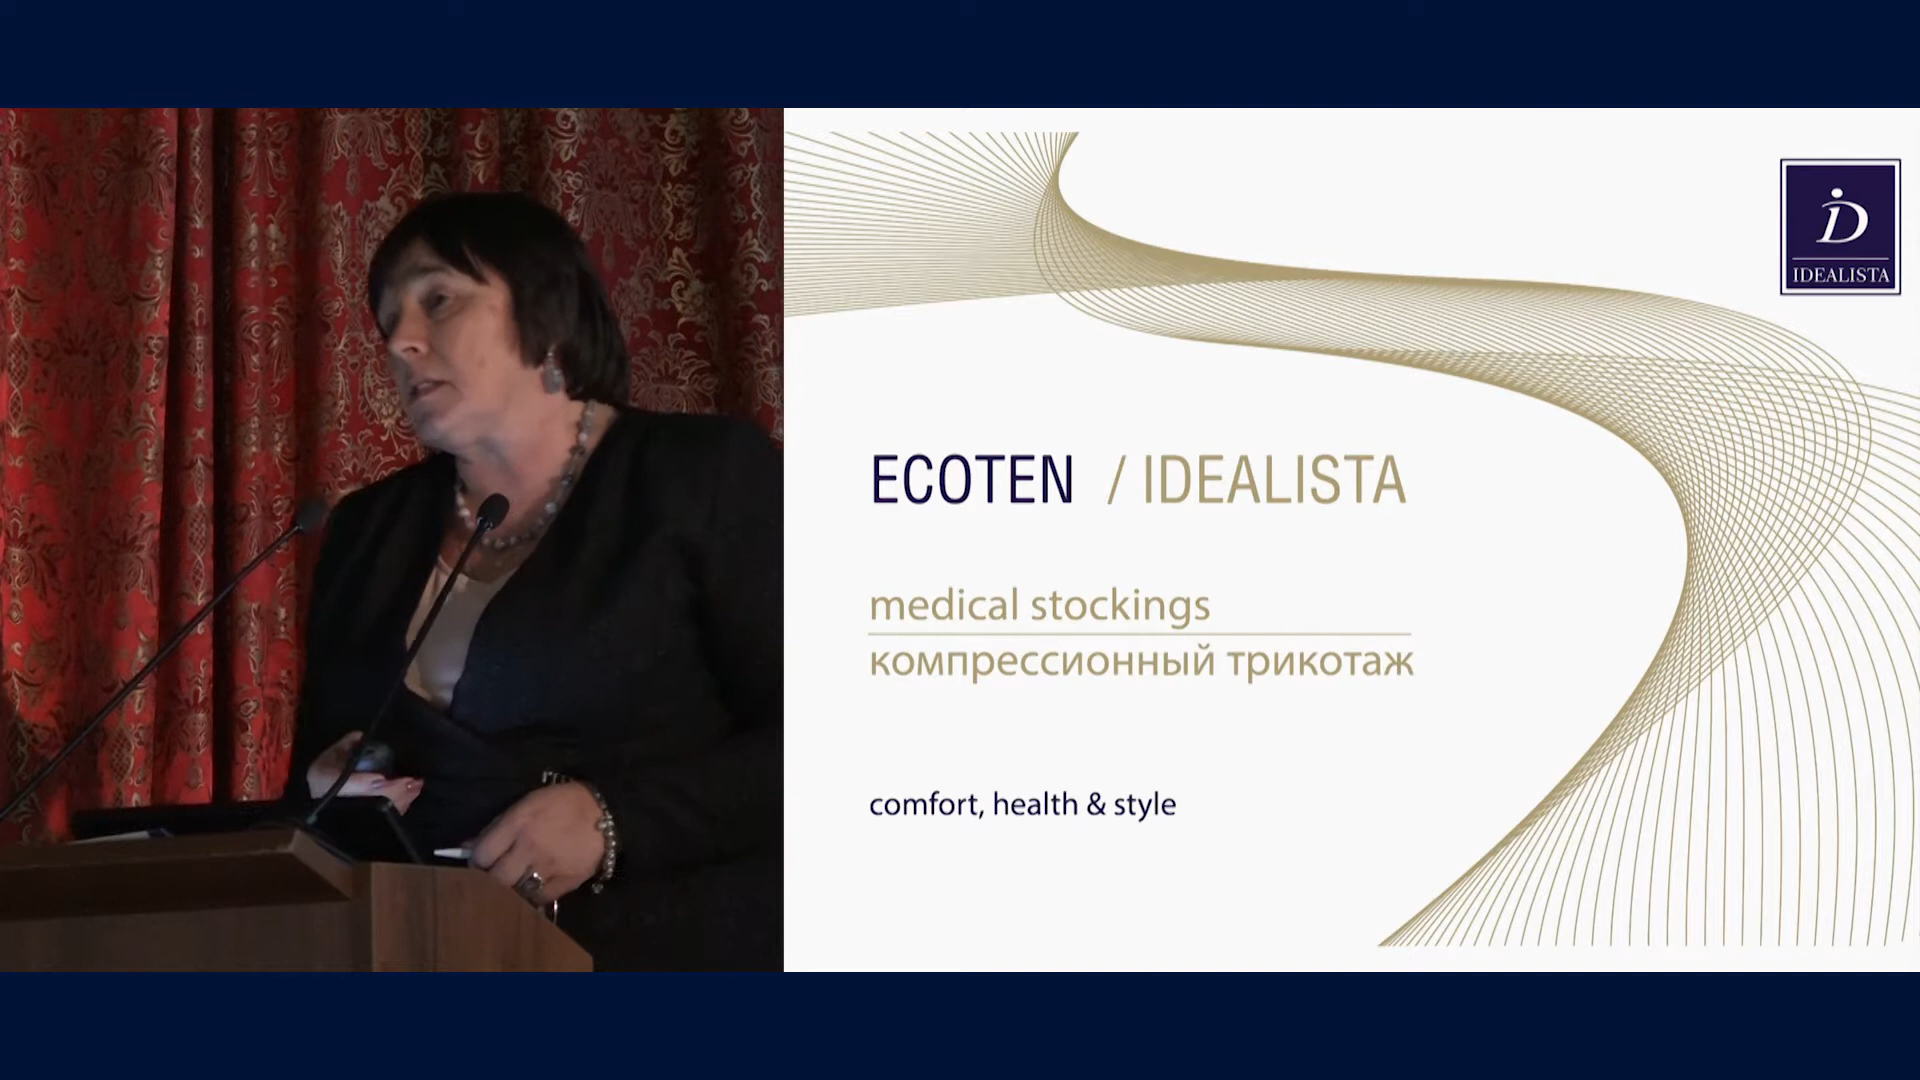 iD
IDEALISTA
ECOTEN / IDEALISTA
medical stockings
компрессионный трикотаж
comfort, health & style